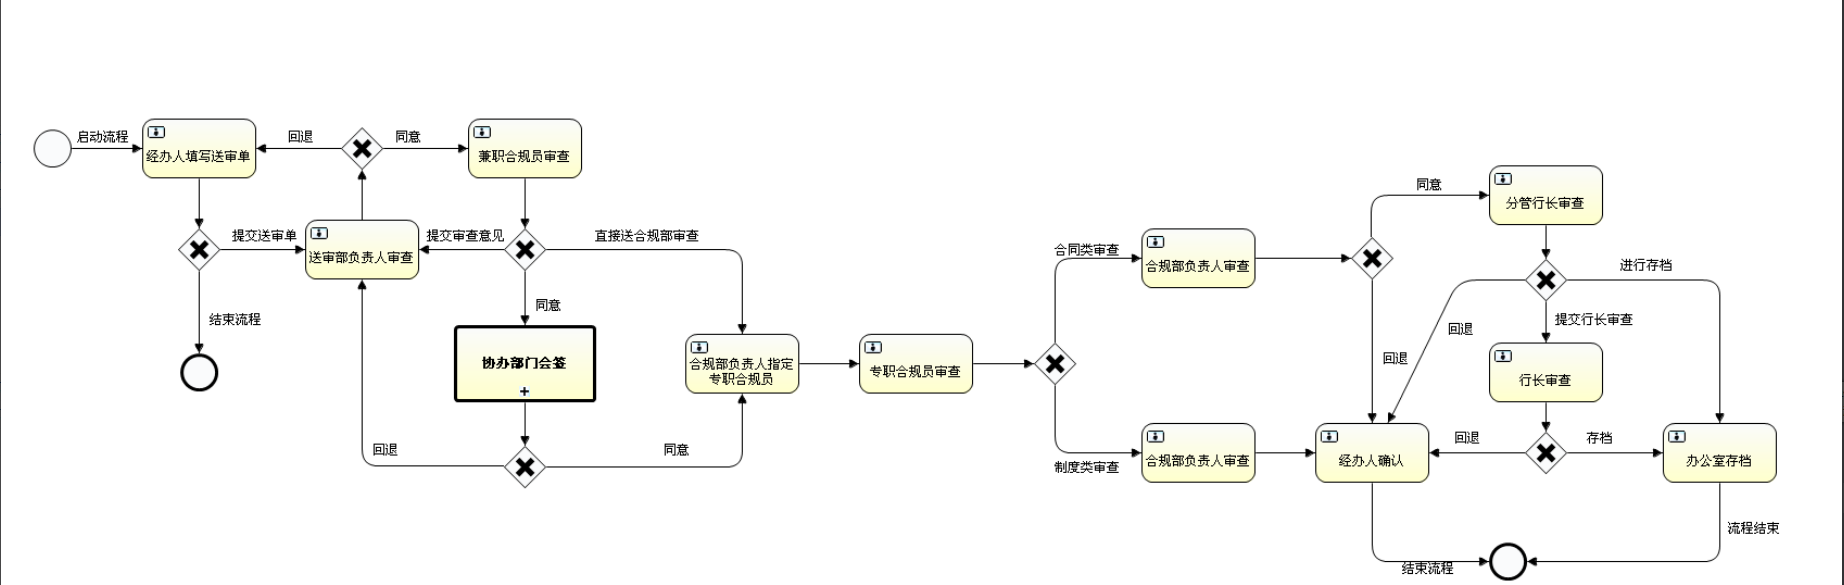 启动流程
经办人填写送审单
回退
同意
兼职合规员审查
提交送审单
送审部负责人审查
提交审查意见
直接送合规部审查
结束流程
同意
协办部门会签
回退
同意
合规部负责人指定
专职合规员
专职合规员审查
合同类审查
合规部负责人审查
制度类审查
合规部负责人审查
同意
分管行长审查
进行存档
回退
回退
提交行长审查
行长审查
经办人确认
回退
存档
办公室存档
流程结束
结束流程